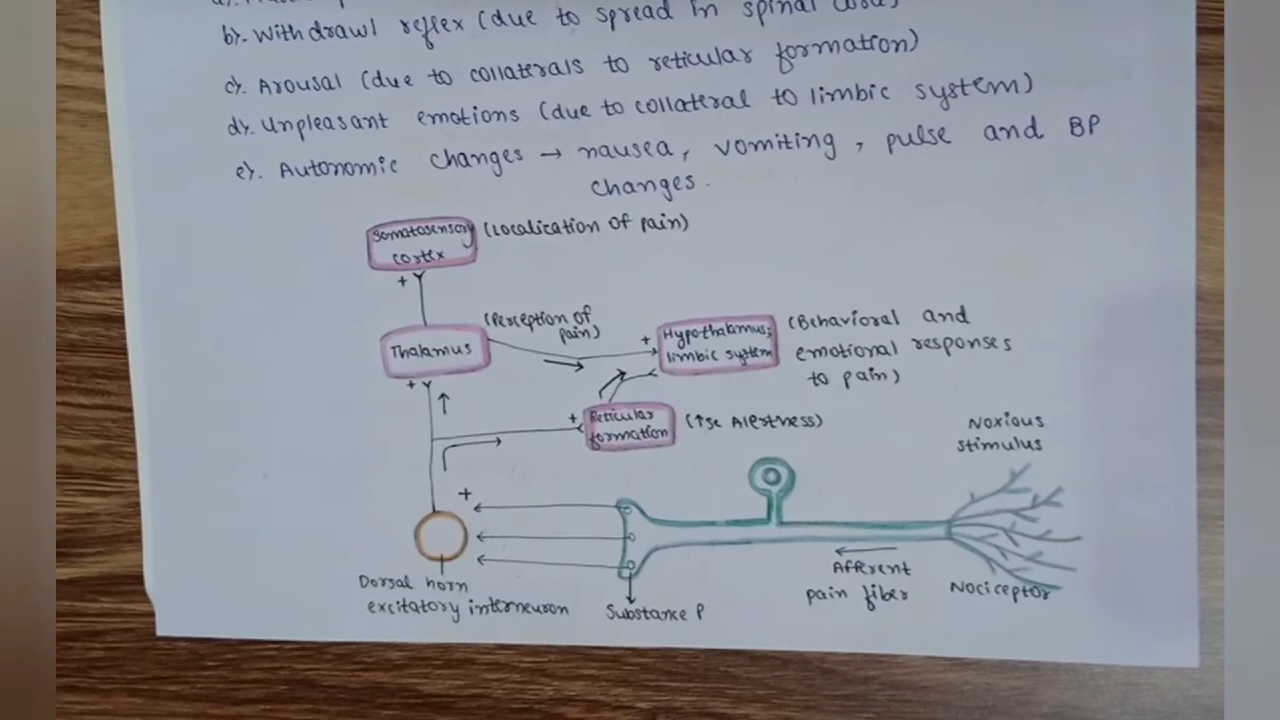 b). Withdrawl reflex (due to spread in spinal cord)
c). Arousal (due to collaterals to reticular formation)
d). Unpleasant emotions (due to collateral to limbic system)
e). Autonomic changes → nausea, vomiting, pulse and BP
changes.
Somatosensory
cortex
(Localization of pain)
+
(Perception of
pain)
Thalamus
+
Hypothalamus;
limbic system
(Behavioral and
emotional responses
to pain)
+
+
Reticular
formation
(↑se Alertness)
Noxious
stimulus
+
Afferent
pain fiber
Nociceptor
Dorsal horn
excitatory interneuron
Substance P